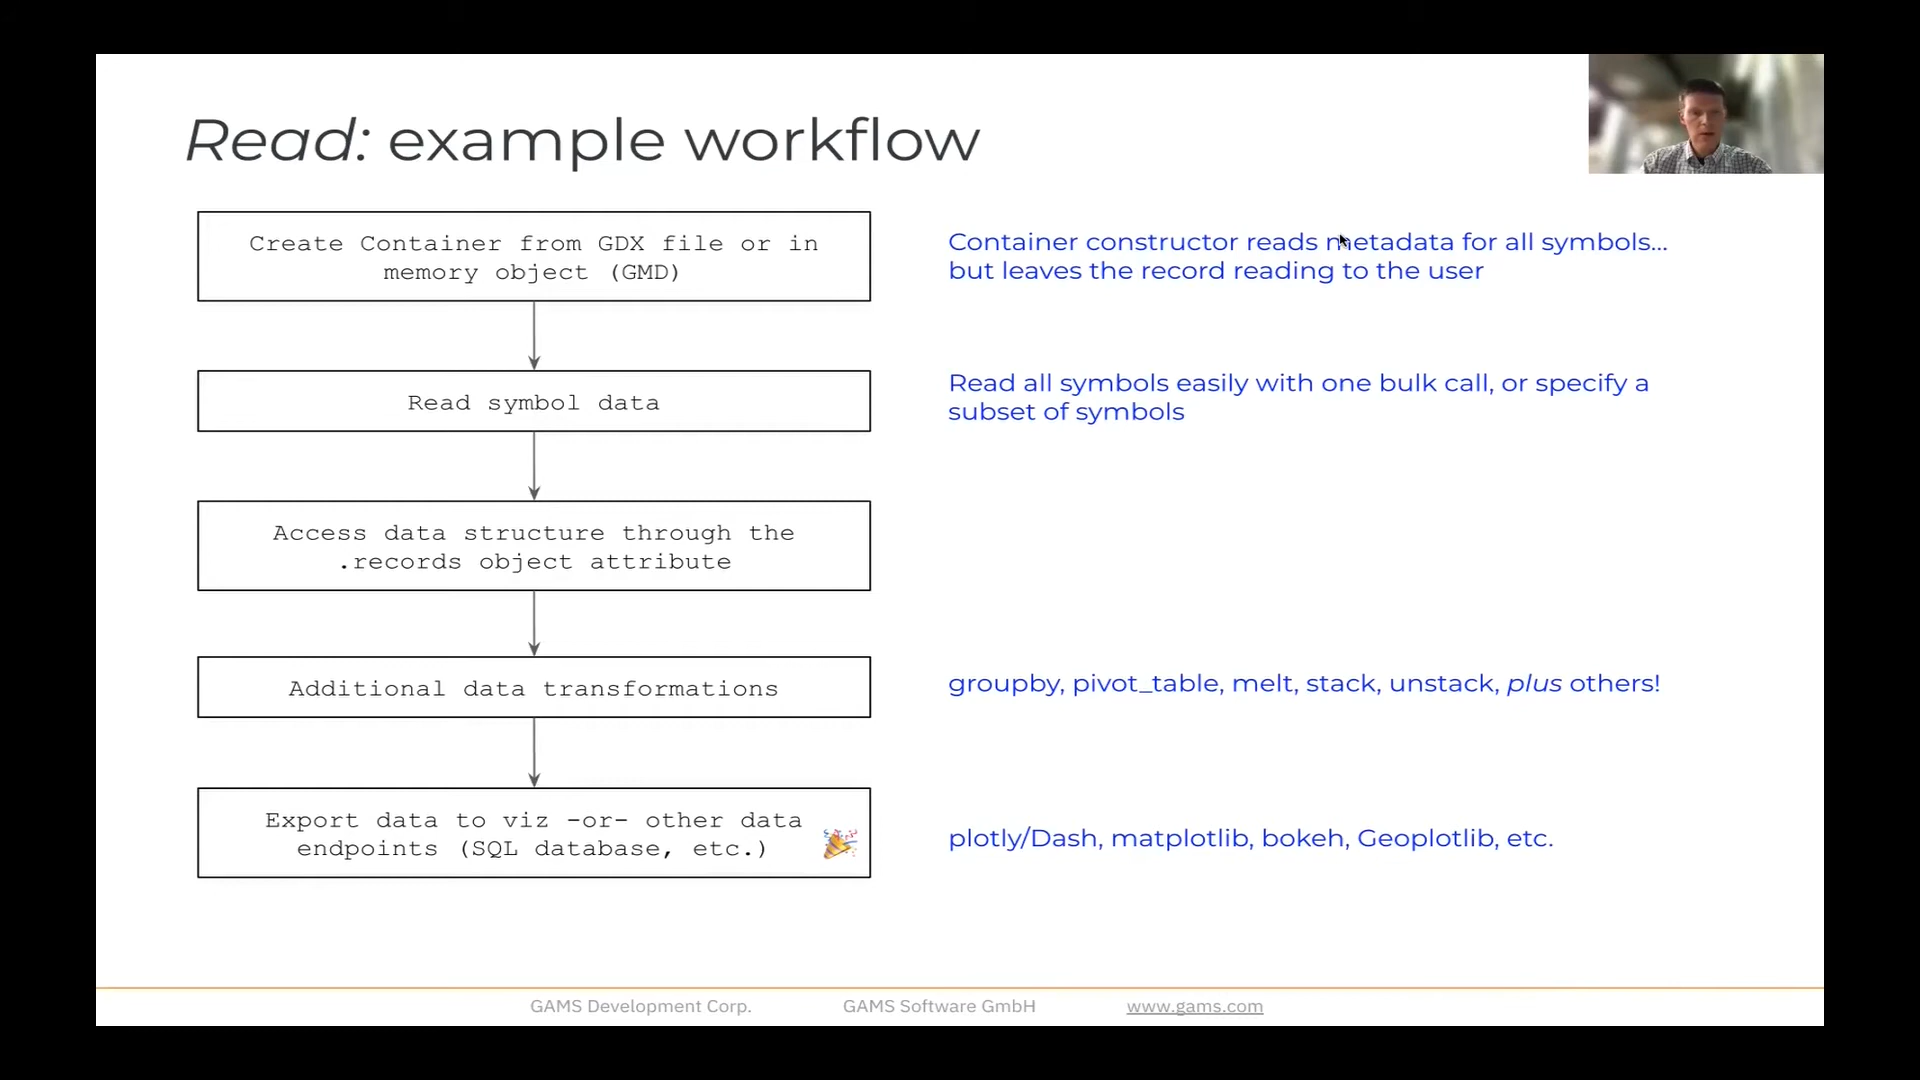 Read: example workflow
Create Container from GDX file or in
memory object (GMD)
Container constructor reads metadata for all symbols...
but leaves the record reading to the user
Read symbol data
Read all symbols easily with one bulk call, or specify a
subset of symbols
Access data structure through the
.records object attribute
Additional data transformations
groupby, pivot_table, melt, stack, unstack, plus others!
Export data to viz -or- other data
endpoints (SQL database, etc.)
plotly/Dash, matplotlib, bokeh, Geoplotlib, etc.
GAMS Development Corp.
GAMS Software GmbH
www.gams.com